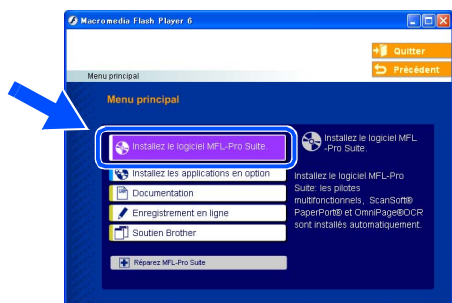 Macromedia Flash Player 6
Quitter
Précédent
Menu principal
Menu principal
Installez le logiciel MFL-Pro Suite.
Installez les applications en option
Documentation
Enregistrement en ligne
Soutien Brother
Réparez MFL-Pro Suite
Installez le logiciel MFL
-Pro Suite.
Installez le logiciel MFL-Pro
Suite: les pilotes
multifonctionnels, ScanSoft®
PaperPort® et OmniPage®OCR
sont installés automatiquement.